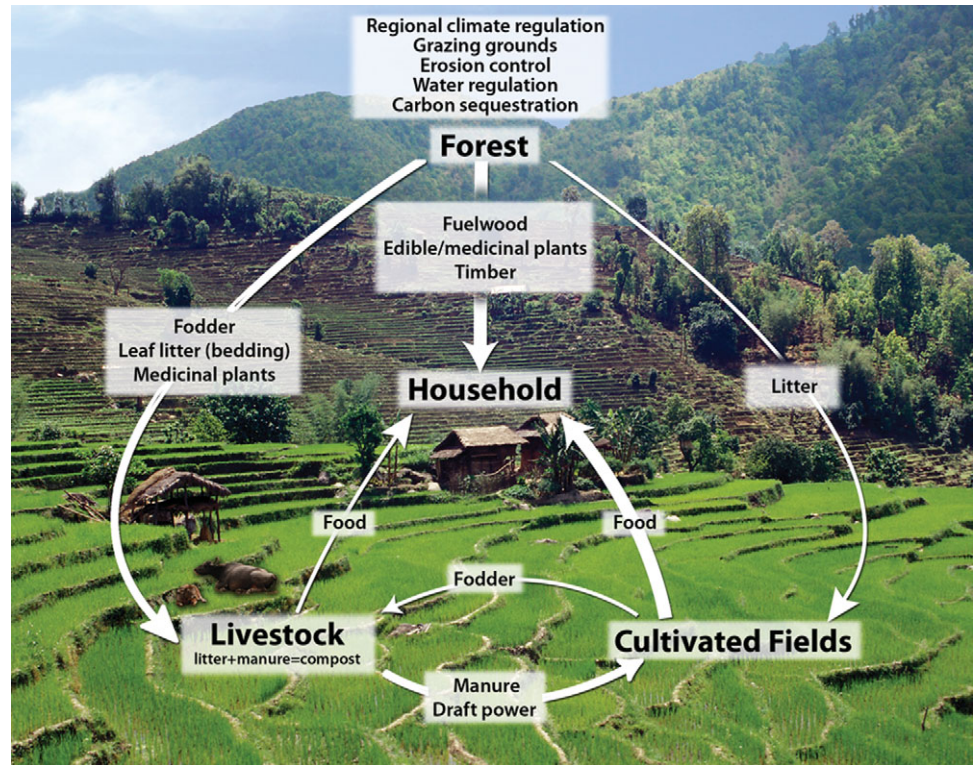 Regional climate regulation
Grazing grounds
Erosion control
Water regulation
Carbon sequestration
Forest
Fuelwood
Edible/medicinal plants
Timber
Fodder
Leaf litter (bedding)
Medicinal plants
Household
Litter
Food
Food
Fodder
Livestock
litter+manure=compost
Cultivated Fields
Manure
Draft power